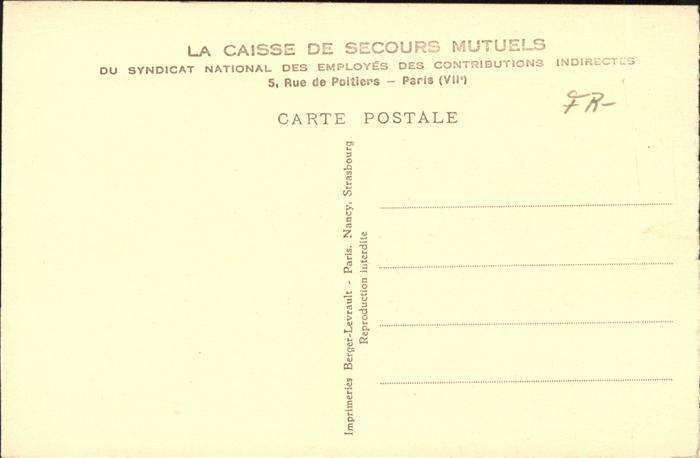 LA CAISSE DE SECOURS MUTUELS
DU SYNDICAT NATIONAL DES EMPLOYÉS DES CONTRIBUTIONS INDIRECTES
5, Rue de Poitiers — Paris (VIIᵉ)
FR-
CARTE POSTALE
Imprimeries Berger-Levrault - Paris, Nancy, Strasbourg
Reproduction interdite